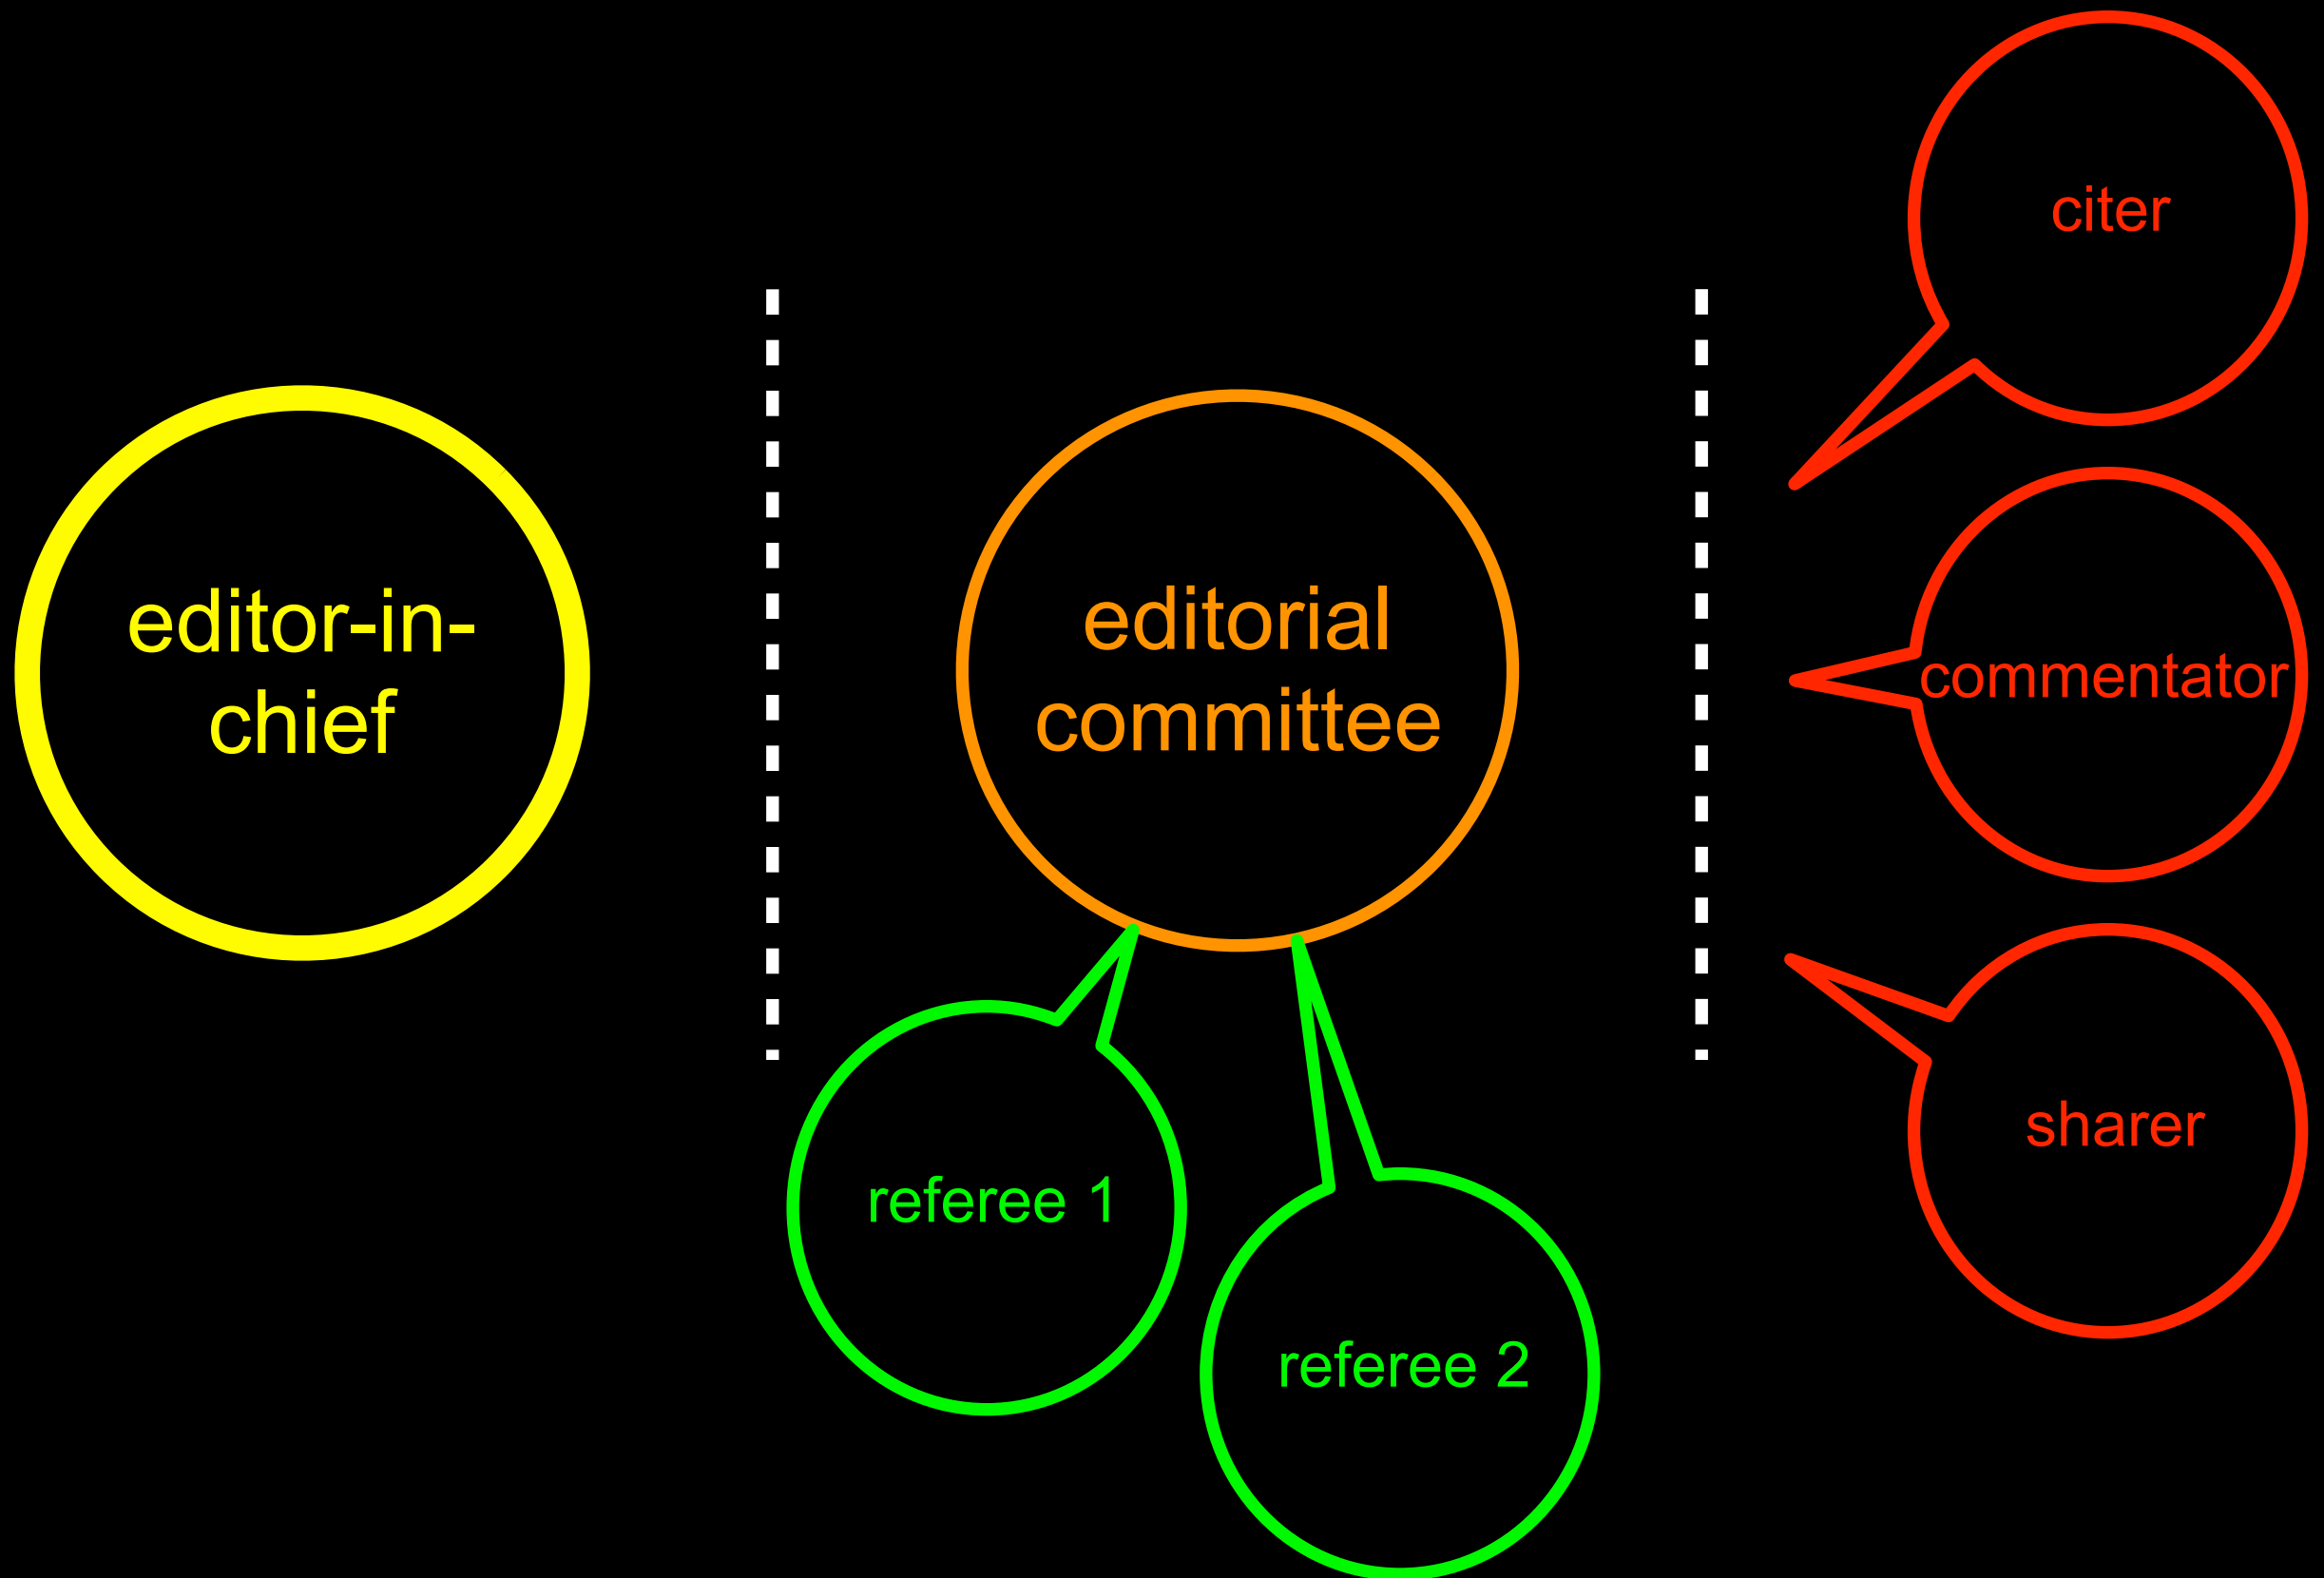 editor-in-
chief
editorial
committee
referee 1
referee 2
citer
commentator
sharer